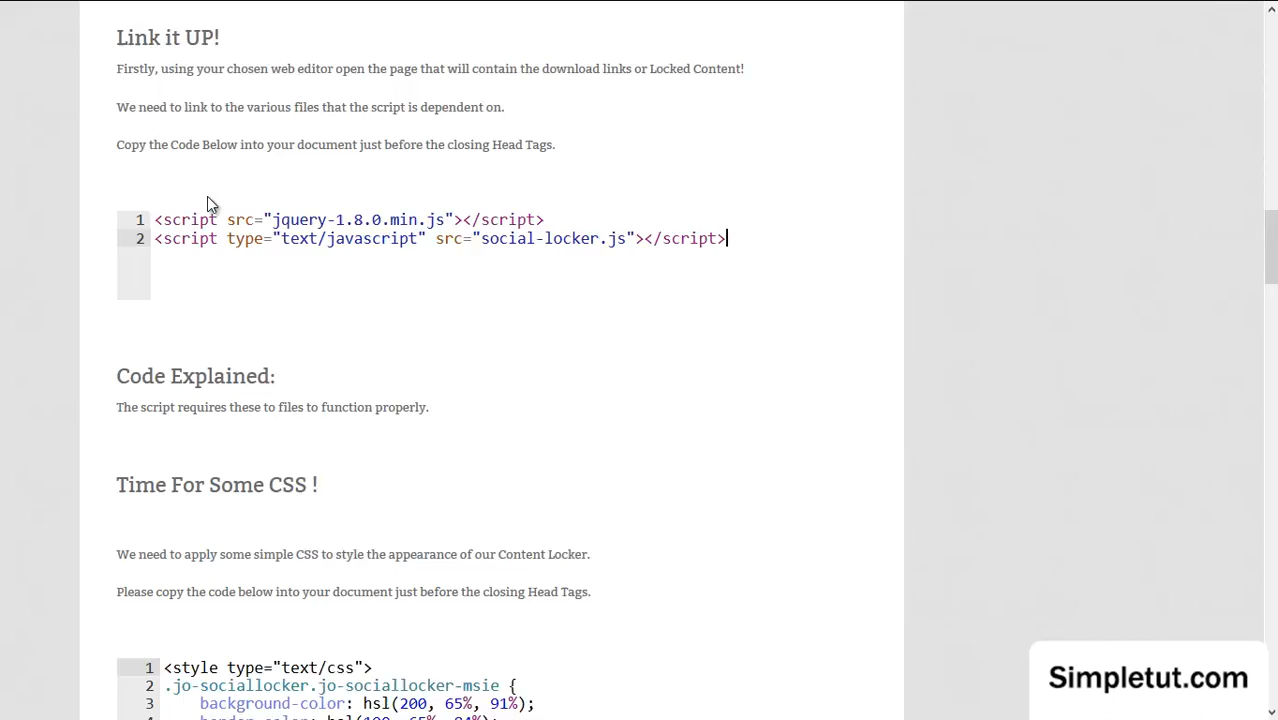 Link it UP!
Firstly, using your chosen web editor open the page that will contain the download links or Locked Content!
We need to link to the various files that the script is dependent on.
Copy the Code Below into your document just before the closing Head Tags.
1 <script src="jquery-1.8.0.min.js"></script>
2 <script type="text/javascript" src="social-locker.js"></script>
Code Explained:
The script requires these to files to function properly.
Time For Some CSS !
We need to apply some simple CSS to style the appearance of our Content Locker.
Please copy the code below into your document just before the closing Head Tags.
1 <style type="text/css">
2 .jo-sociallocker.jo-sociallocker-msie {
3 background-color: hsl(200, 65%, 91%);
Simpletut.com